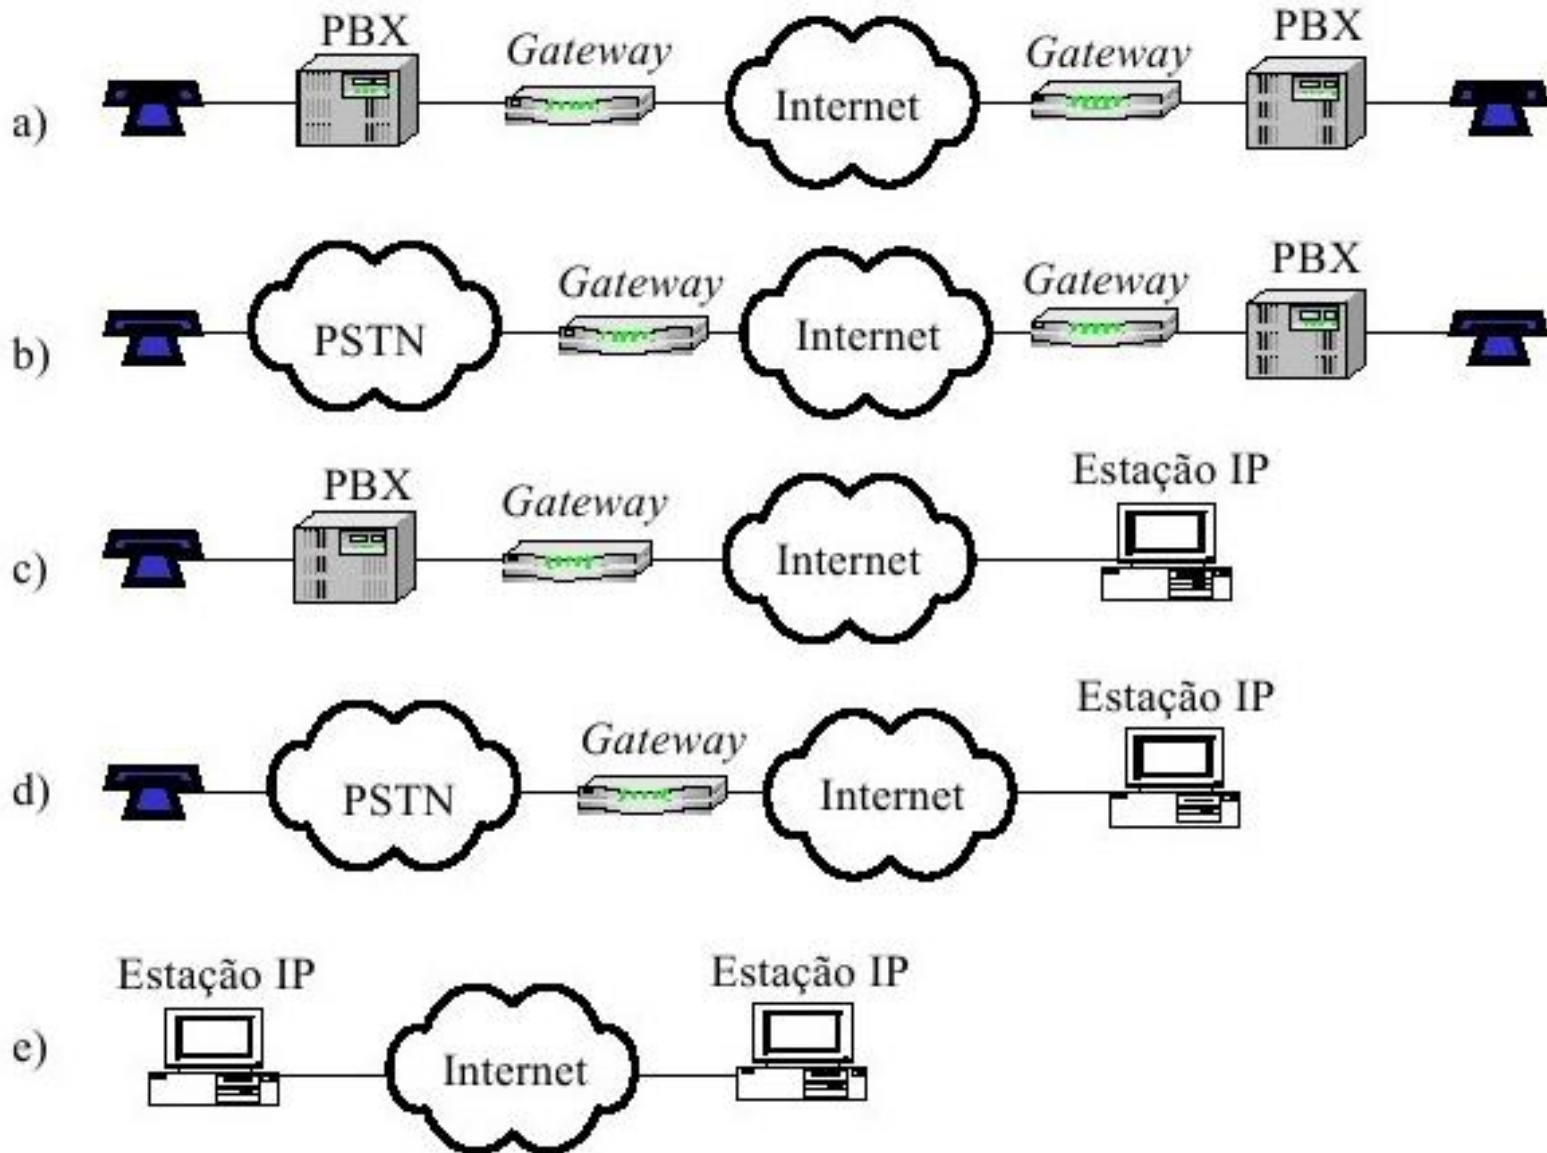 PBX
Gateway
Gateway
PBX
a)
Internet
PSTN
Gateway
Internet
Gateway
PBX
b)
PBX
Gateway
Internet
Estação IP
c)
Estação IP
Gateway
d)
PSTN
Internet
Estação IP
Estação IP
e)
Internet